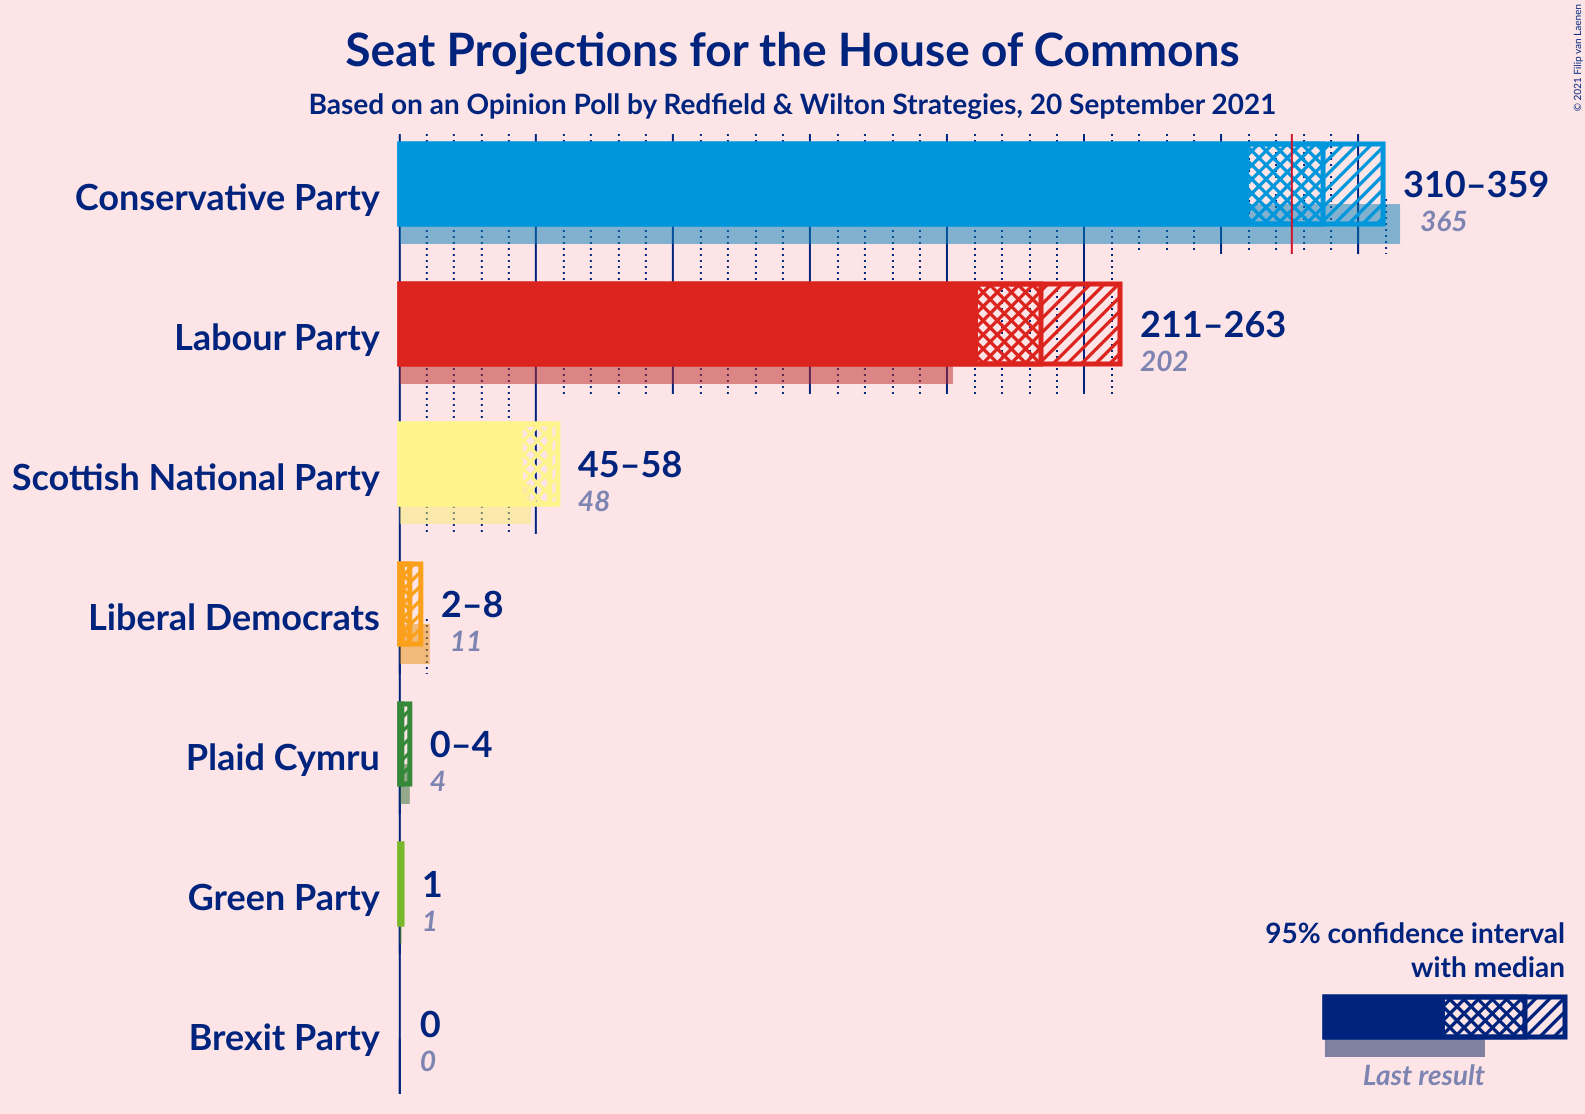 Seat Projections for the House of Commons
Based on an Opinion Poll by Redfield & Wilton Strategies, 20 September 2021
© 2021 Filip van Laenen
Conservative Party
310–359
365
Labour Party
211–263
202
Scottish National Party
45–58
48
Liberal Democrats
2–8
11
Plaid Cymru
0–4
4
Green Party
1
1
Brexit Party
0
0
95% confidence interval
with median
Last result